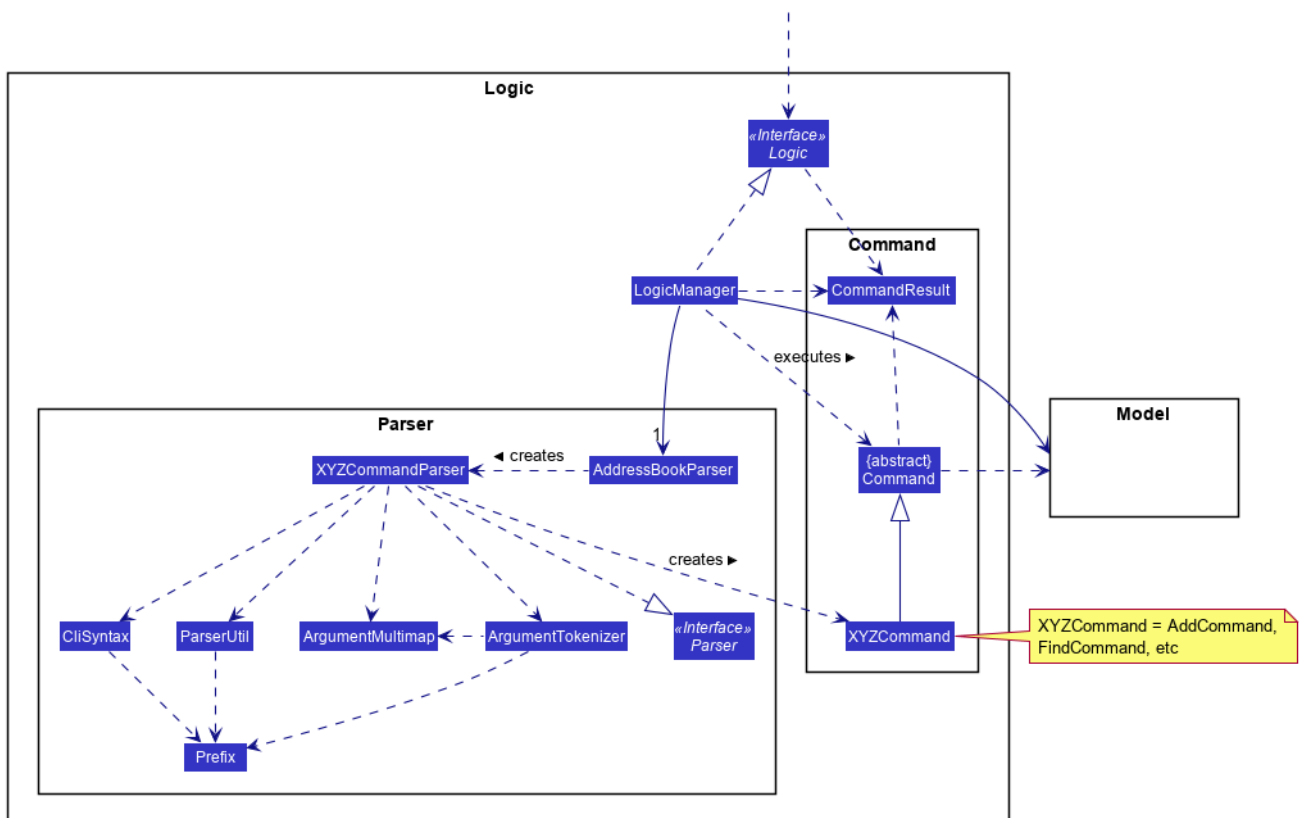 Logic
«Interface»
Logic
Command
LogicManager
CommandResult
executes ►
Model
Parser
1
{abstract}
Command
XYZCommandParser
◄ creates
AddressBookParser
creates ►
CliSyntax
ParserUtil
ArgumentMultimap
ArgumentTokenizer
«Interface»
Parser
XYZCommand
XYZCommand = AddCommand,
FindCommand, etc
Prefix